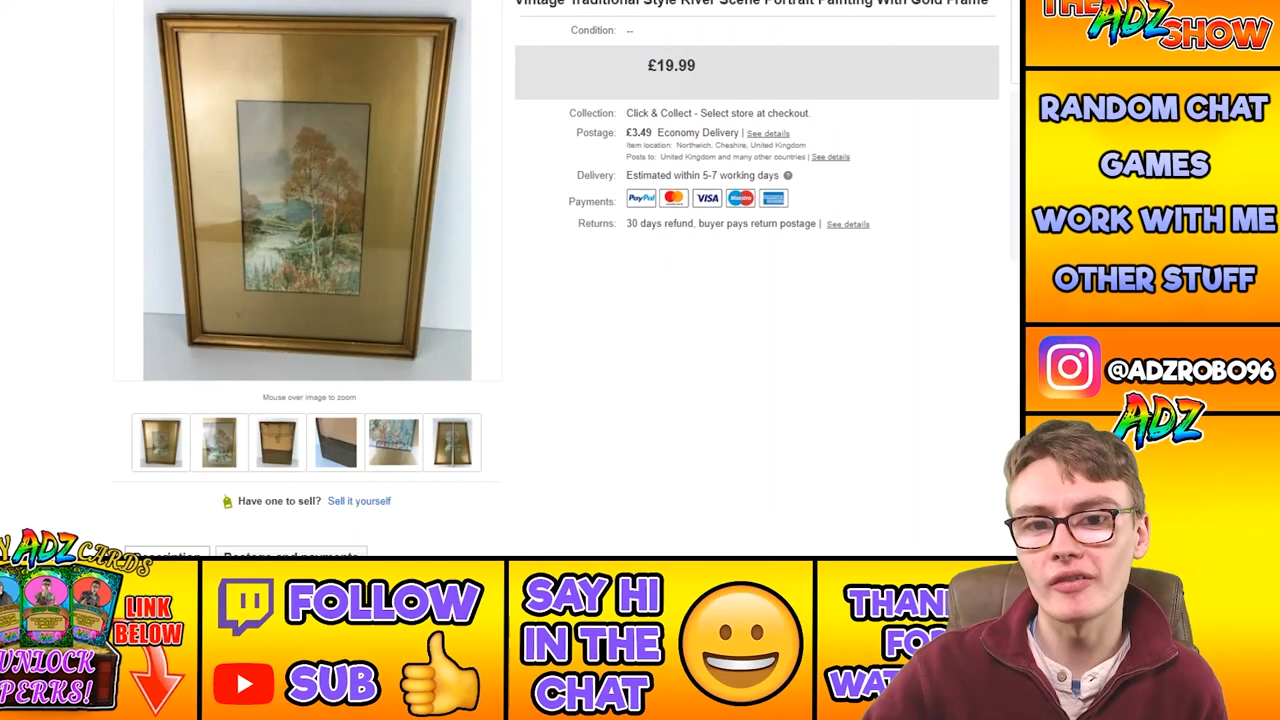 Vintage Traditional Style River Scene Portrait Painting With Gold Frame
Condition: --
£19.99
Collection: Click & Collect - Select store at checkout.
Postage: £3.49 Economy Delivery | See details
Item location: Northwich, Cheshire, United Kingdom
Posts to: United Kingdom and many other countries | See details
Delivery: Estimated within 5-7 working days
Payments: PayPal VISA Maestro
Returns: 30 days refund, buyer pays return postage | See details
Mouse over image to zoom
Have one to sell? Sell it yourself
Description Postage and payments
THE ADZ SHOW
RANDOM CHAT
GAMES
WORK WITH ME
OTHER STUFF
@ADZROBO96
ADZ
ADZ CARDS
LINK
BELOW
UNLOCK
PERKS!
FOLLOW
SUB
SAY HI
IN THE
CHAT